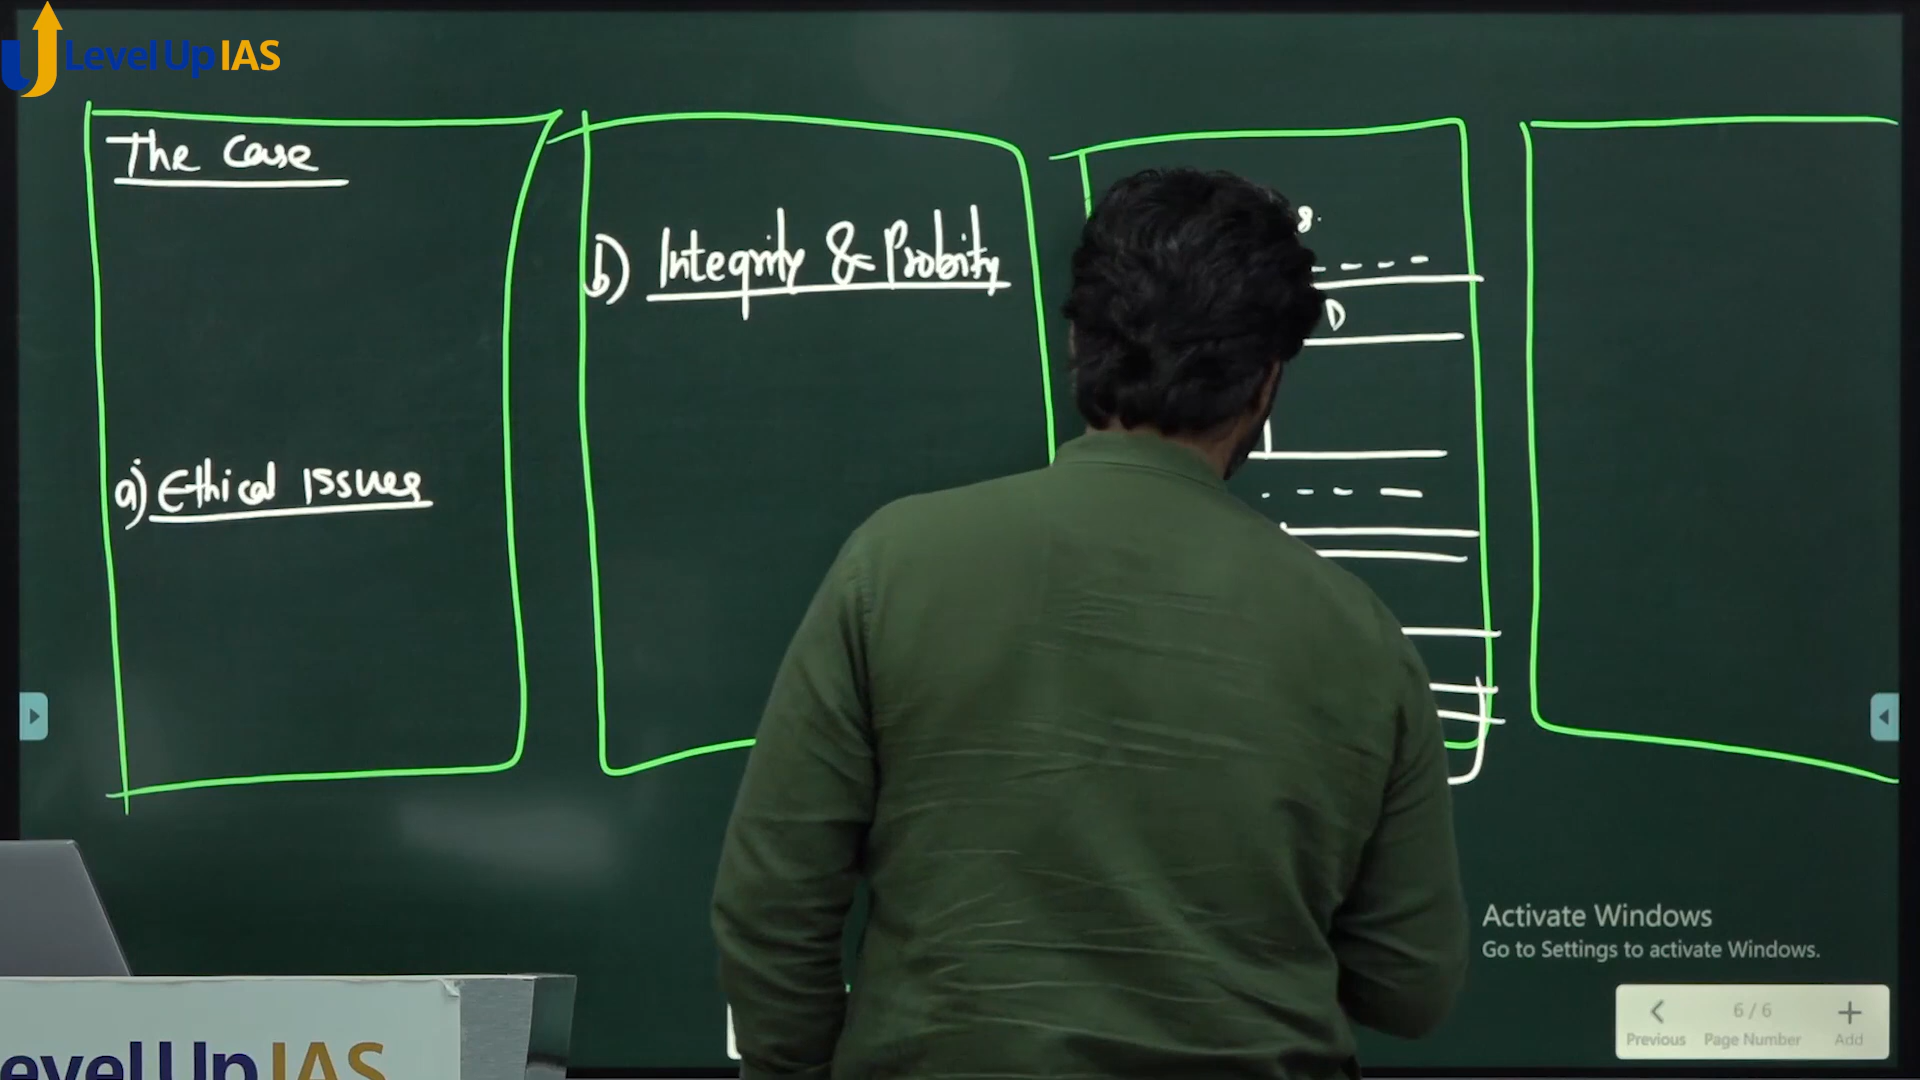 Level Up IAS
The Case
a) Ethical Issues
b) Integrity & Probity
8.
D
Activate Windows
Go to Settings to activate Windows.
6 / 6
Previous Page Number Add
evel Up IAS